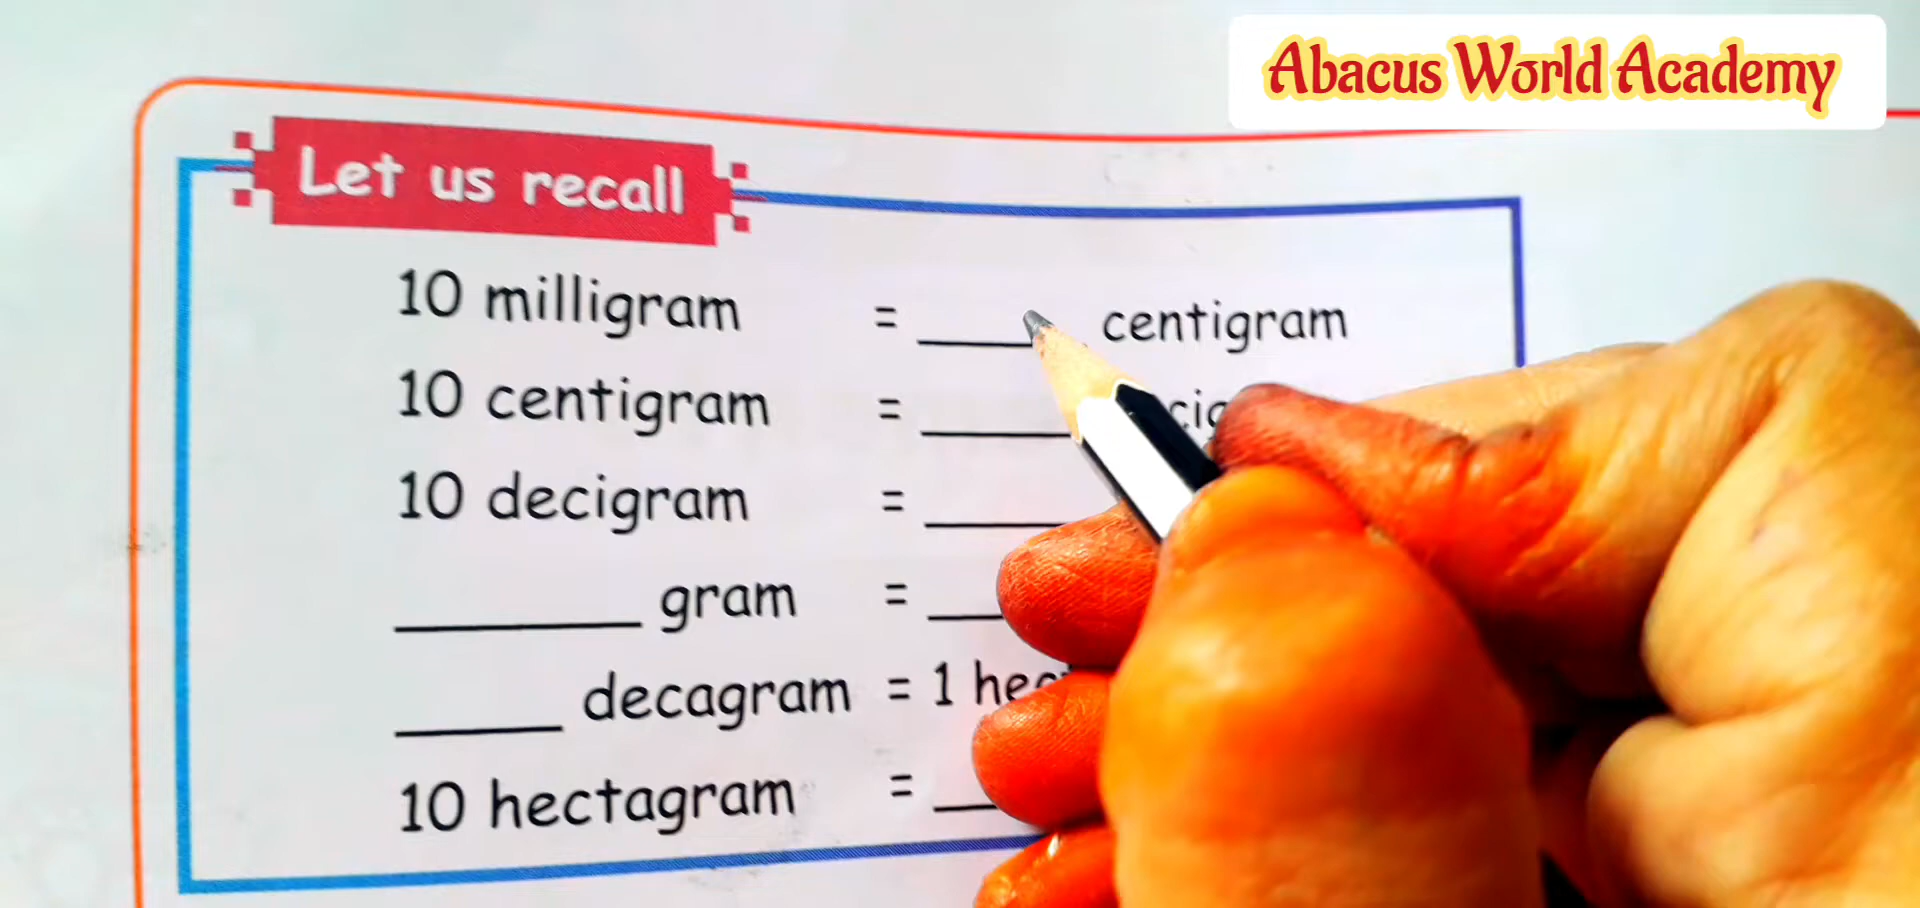 Abacus World Academy
Let us recall
10 milligram = ____ centigram
10 centigram = ____
10 decigram = ____
____ gram = ____
____ decagram = 1
10 hectagram = ____